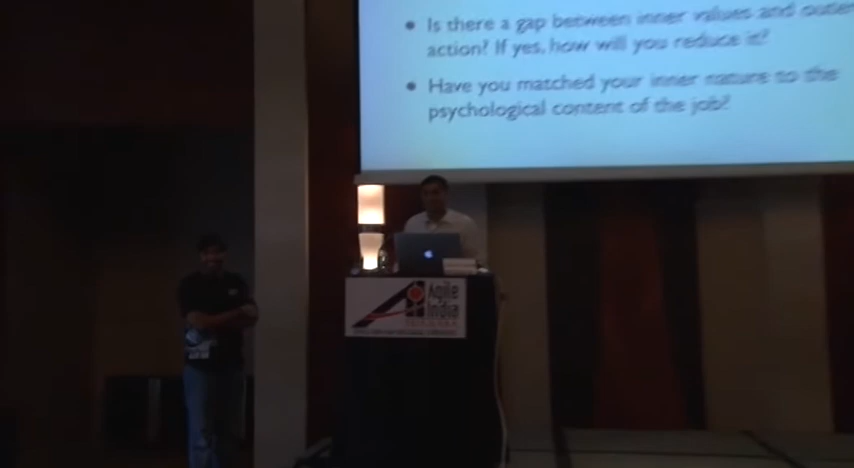 • Is there a gap between inner values and outer
action? If yes, how will you reduce it?
• Have you matched your inner nature to the
psychological content of the job?
Agile
India